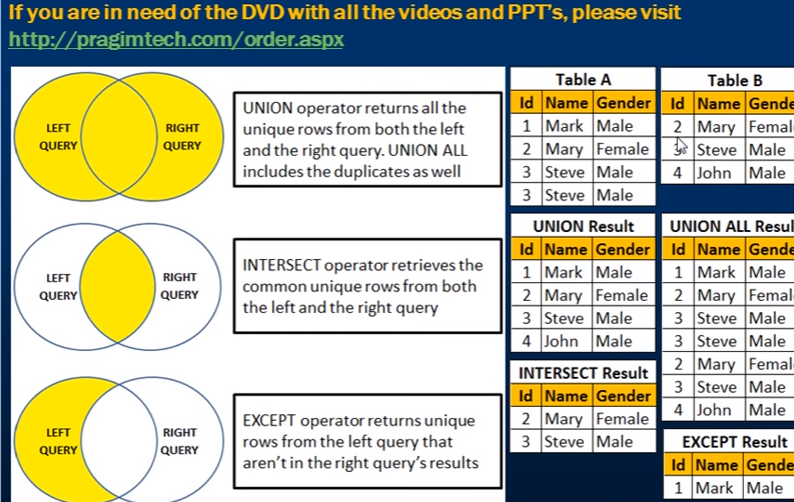 If you are in need of the DVD with all the videos and PPT's, please visit
http://pragimtech.com/order.aspx
LEFT
QUERY
RIGHT
QUERY
UNION operator returns all the
unique rows from both the left
and the right query. UNION ALL
includes the duplicates as well
LEFT
QUERY
RIGHT
QUERY
INTERSECT operator retrieves the
common unique rows from both
the left and the right query
LEFT
QUERY
RIGHT
QUERY
EXCEPT operator returns unique
rows from the left query that
aren't in the right query's results
Table A
Id Name Gender
1 Mark Male
2 Mary Female
3 Steve Male
3 Steve Male
Table B
Id Name Gende
2 Mary Femal
Steve Male
4 John Male
UNION Result
Id Name Gender
1 Mark Male
2 Mary Female
3 Steve Male
4 John Male
UNION ALL Resul
Id Name Gende
1 Mark Male
2 Mary Femal
3 Steve Male
3 Steve Male
2 Mary Femal
3 Steve Male
4 John Male
INTERSECT Result
Id Name Gender
2 Mary Female
3 Steve Male
EXCEPT Result
Id Name Gende
1 Mark Male